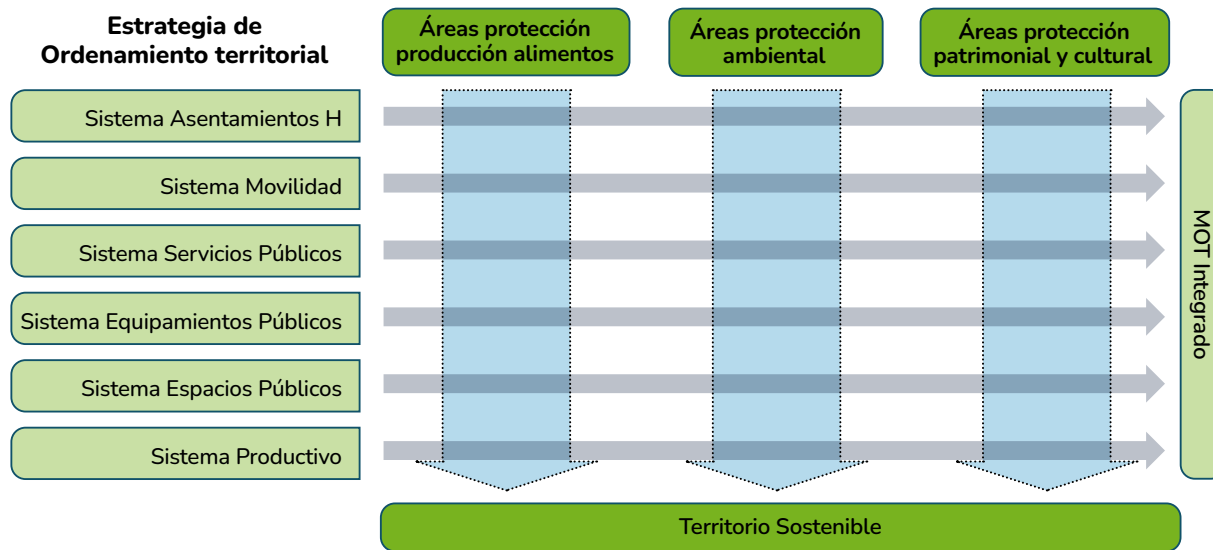 Estrategia de
Ordenamiento territorial
Áreas protección
producción alimentos
Áreas protección
ambiental
Áreas protección
patrimonial y cultural
Sistema Asentamientos H
Sistema Movilidad
Sistema Servicios Públicos
Sistema Equipamientos Públicos
Sistema Espacios Públicos
Sistema Productivo
MOT Integrado
Territorio Sostenible